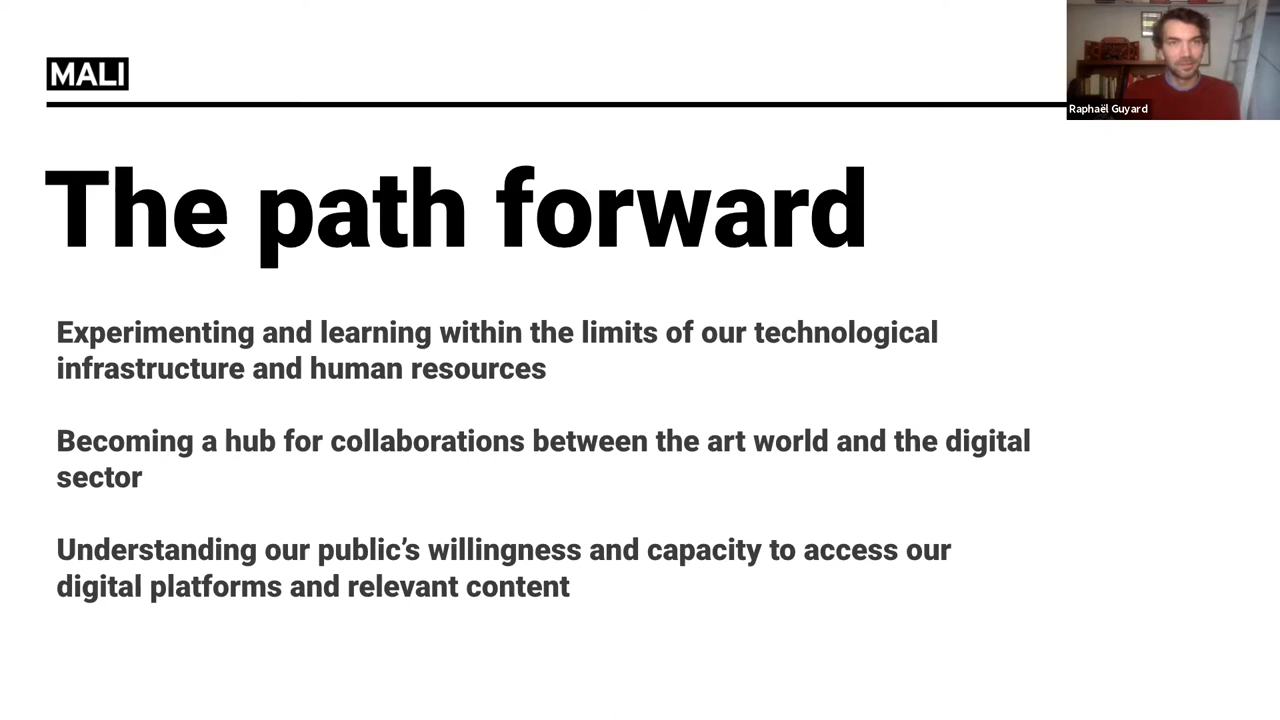 MALI
Raphaël Guyard
The path forward
Experimenting and learning within the limits of our technological
infrastructure and human resources
Becoming a hub for collaborations between the art world and the digital
sector
Understanding our public’s willingness and capacity to access our
digital platforms and relevant content